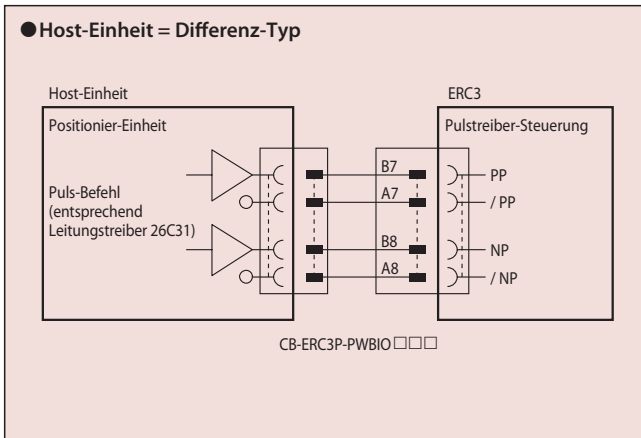 ●Host-Einheit = Differenz-Typ
Host-Einheit
ERC3
Positionier-Einheit
Pulstreiber-Steuerung
Puls-Befehl
(entsprechend
Leitungstreiber 26C31)
B7
PP
A7
/ PP
B8
NP
A8
/ NP
CB-ERC3P-PWBIO□□□